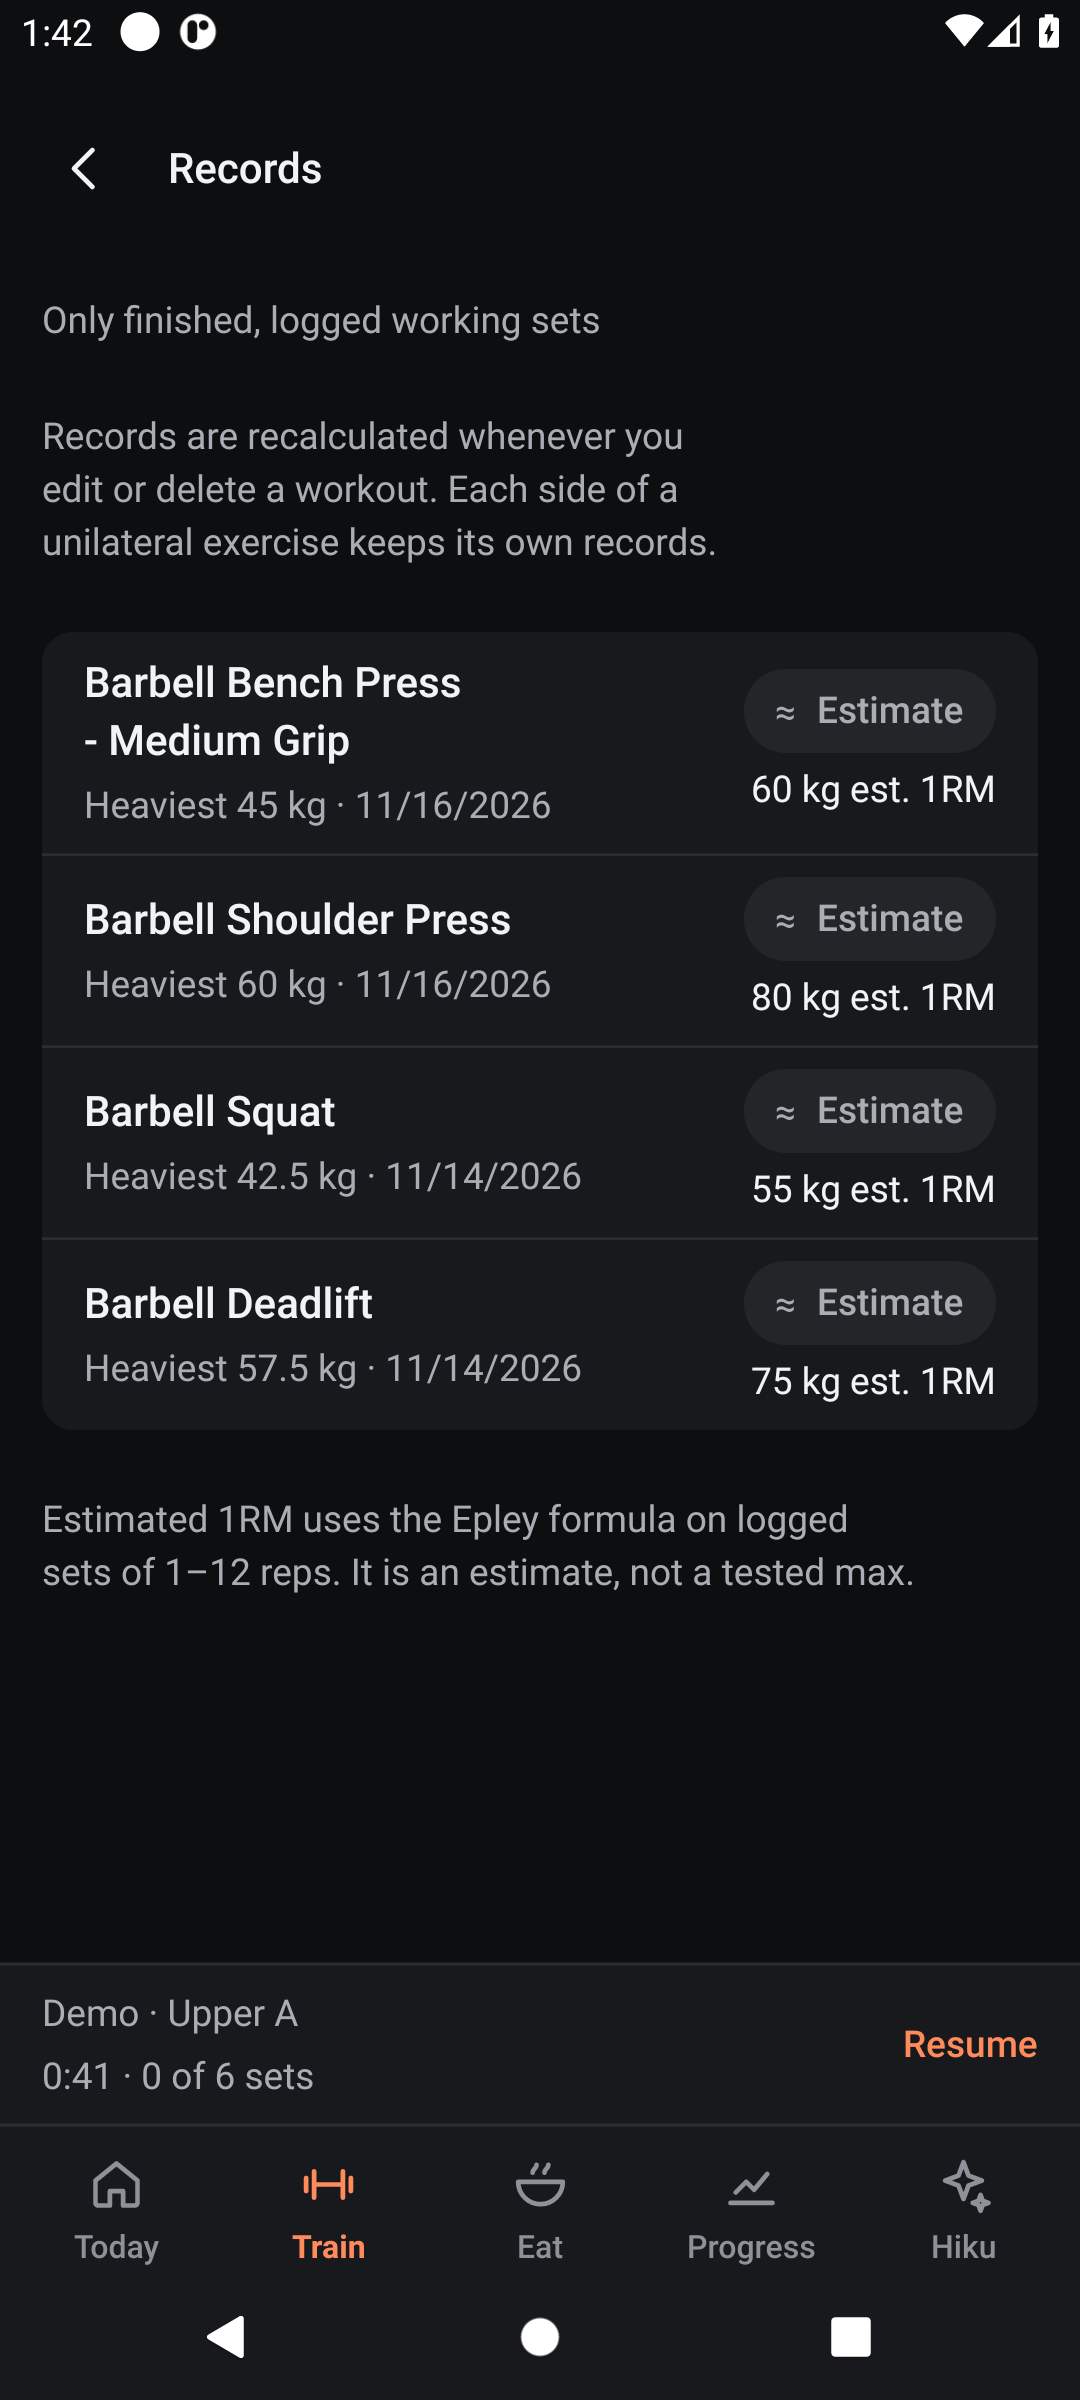 1:42
Records
Only finished, logged working sets
Records are recalculated whenever you
edit or delete a workout. Each side of a
unilateral exercise keeps its own records.
Barbell Bench Press
- Medium Grip
Heaviest 45 kg · 11/16/2026
≈ Estimate
60 kg est. 1RM
Barbell Shoulder Press
Heaviest 60 kg · 11/16/2026
≈ Estimate
80 kg est. 1RM
Barbell Squat
Heaviest 42.5 kg · 11/14/2026
≈ Estimate
55 kg est. 1RM
Barbell Deadlift
Heaviest 57.5 kg · 11/14/2026
≈ Estimate
75 kg est. 1RM
Estimated 1RM uses the Epley formula on logged
sets of 1–12 reps. It is an estimate, not a tested max.
Demo · Upper A
0:41 · 0 of 6 sets
Resume
Today
Train
Eat
Progress
Hiku